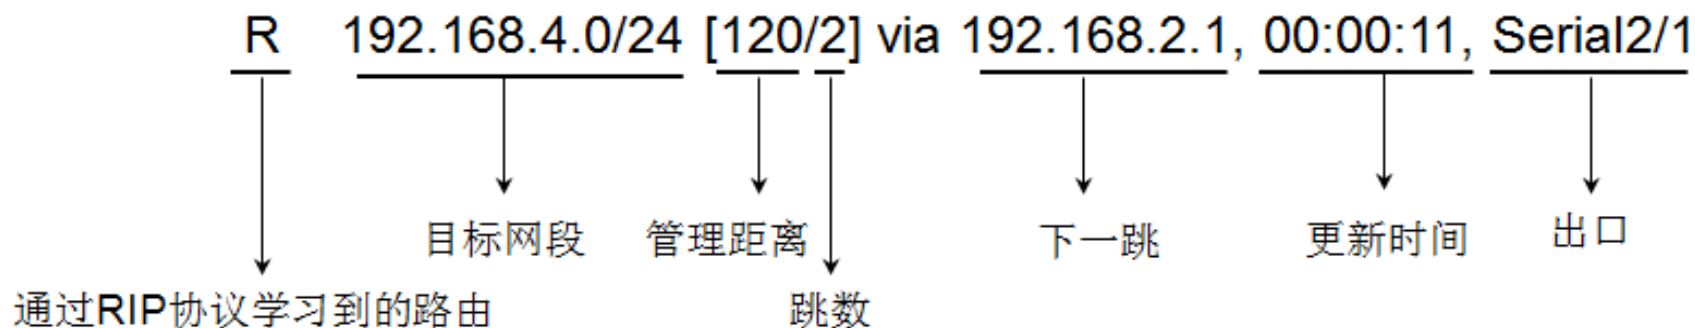 R 192.168.4.0/24 [120/2] via 192.168.2.1, 00:00:11, Serial2/1
目标网段 管理距离 下一跳 更新时间 出口
通过RIP协议学习到的路由 跳数